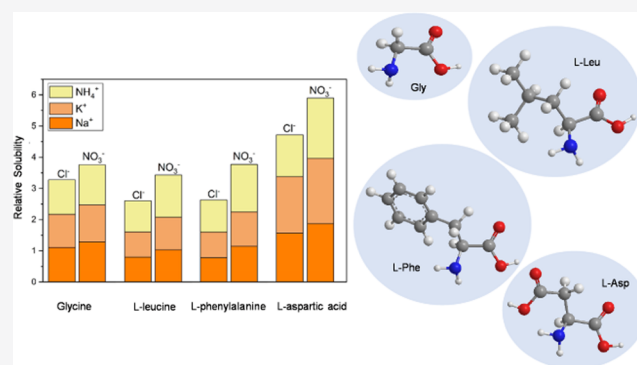 Relative Solubility
6
5
4
3
2
1
0
NH₄⁺
K⁺
Na⁺
Cl⁻
NO₃⁻
Cl⁻
NO₃⁻
Cl⁻
NO₃⁻
Cl⁻
NO₃⁻
Glycine
L-leucine
L-phenylalanine
L-aspartic acid
Gly
L-Leu
L-Phe
L-Asp